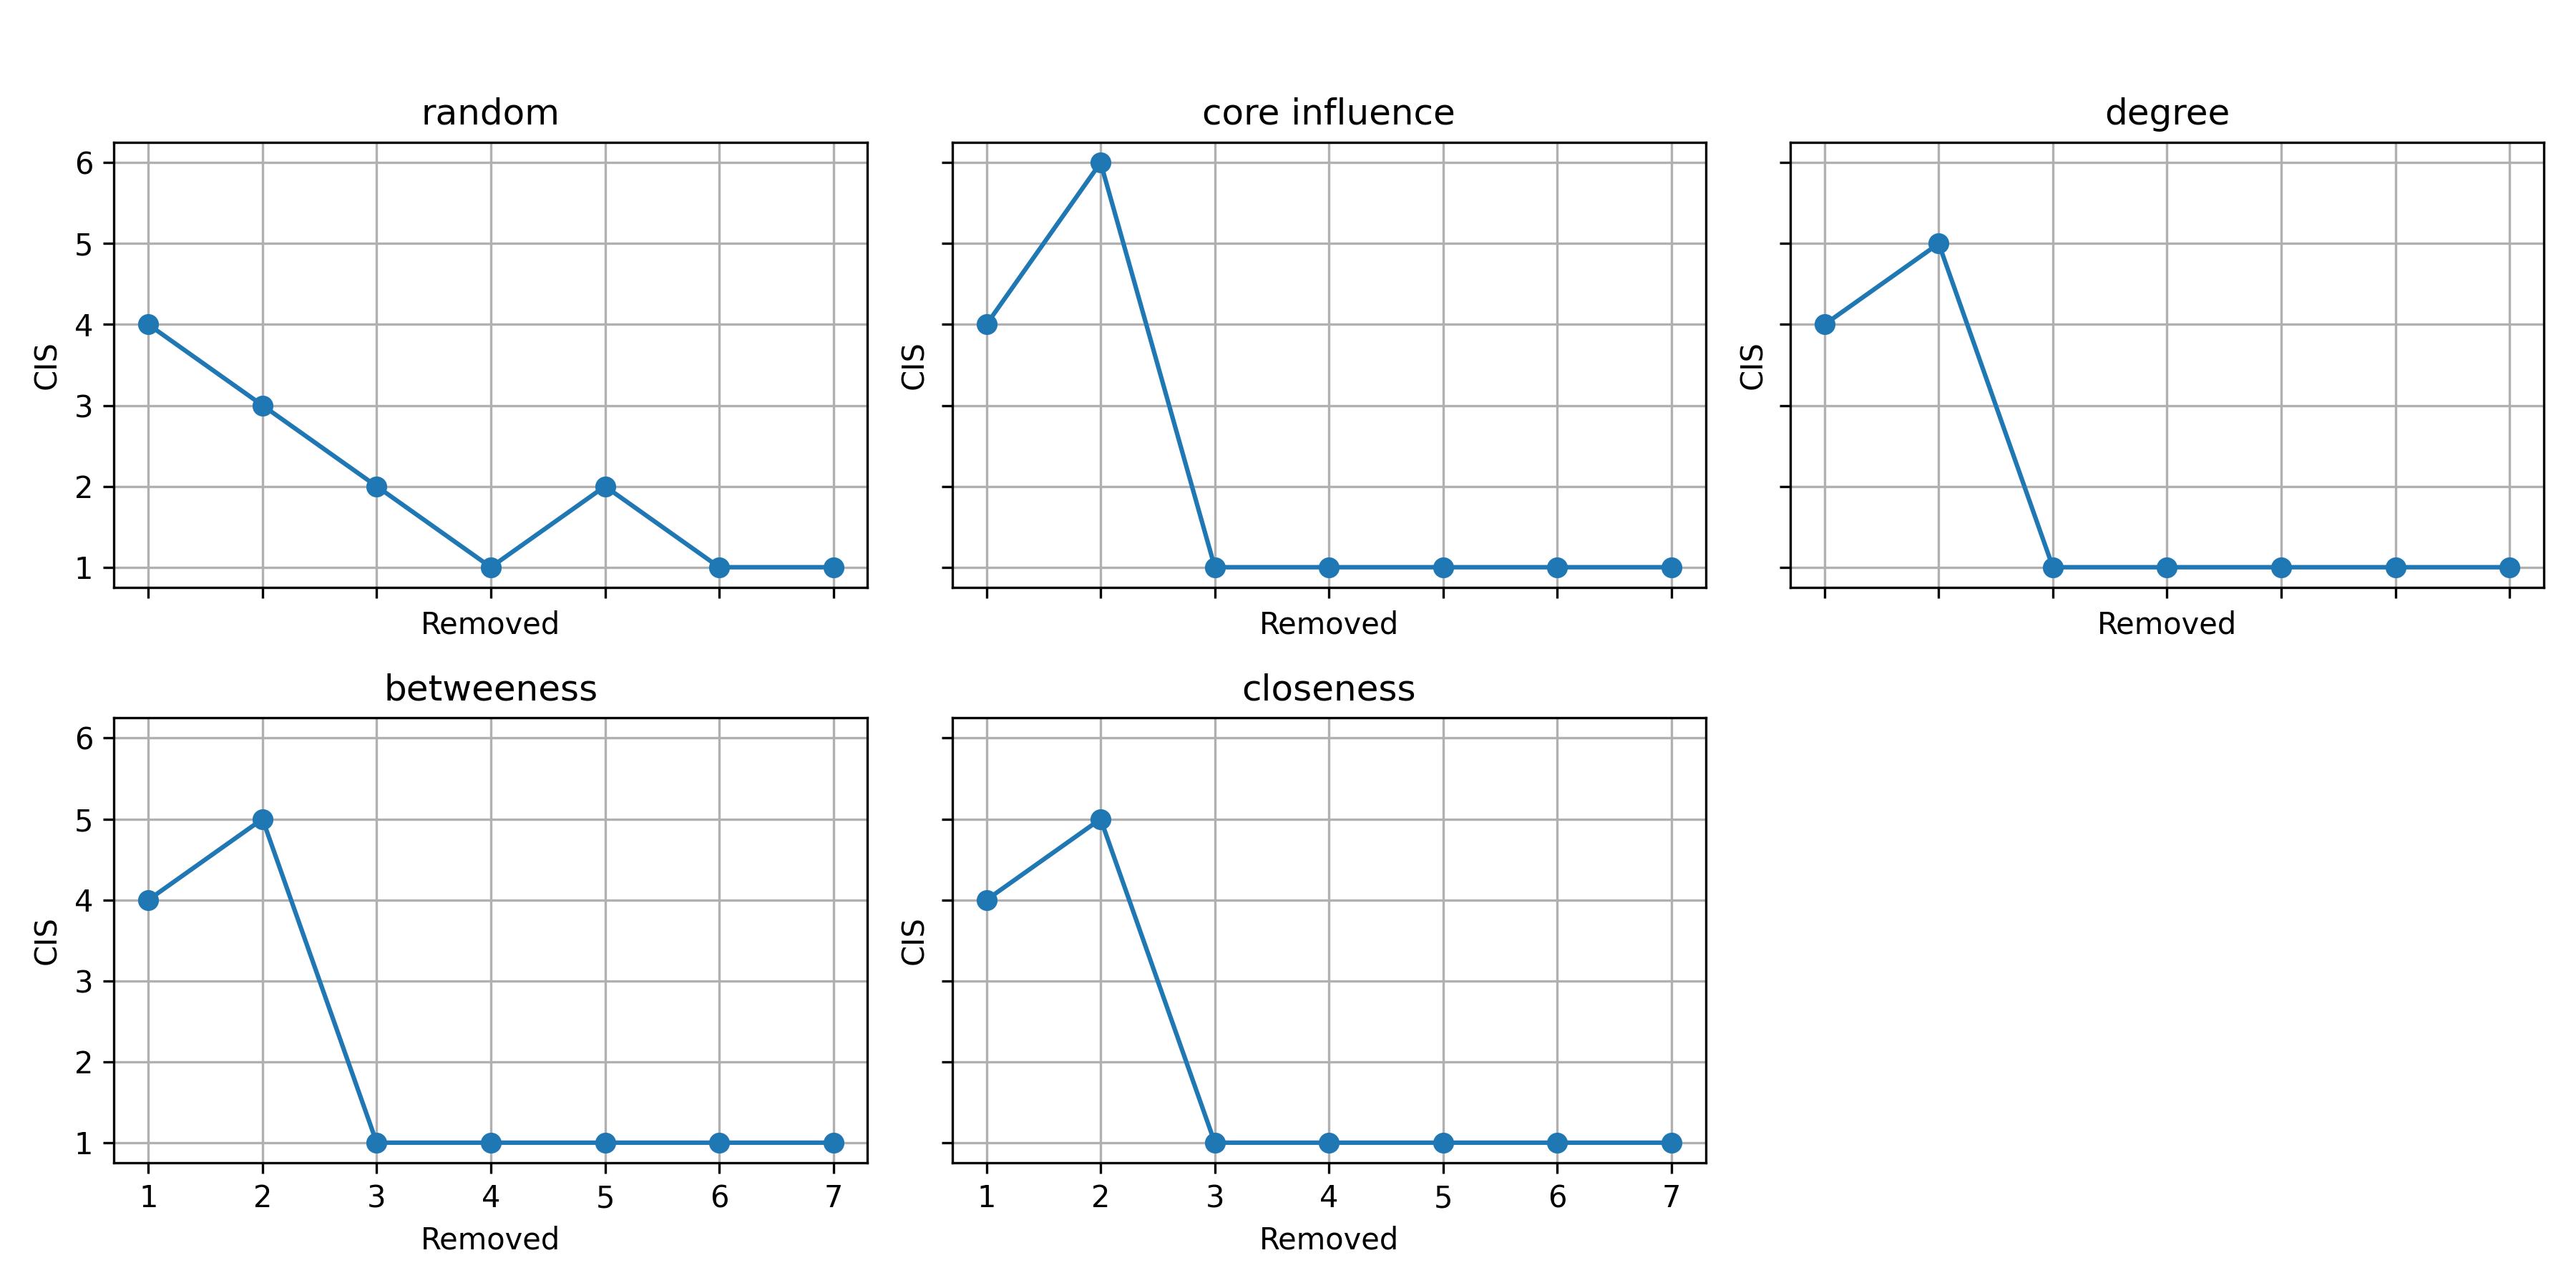 random
core influence
degree
6
5
4
3
2
1
CIS
CIS
CIS
Removed
Removed
Removed
betweeness
closeness
6
5
4
3
2
1
CIS
CIS
1 2 3 4 5 6 7
1 2 3 4 5 6 7
Removed
Removed